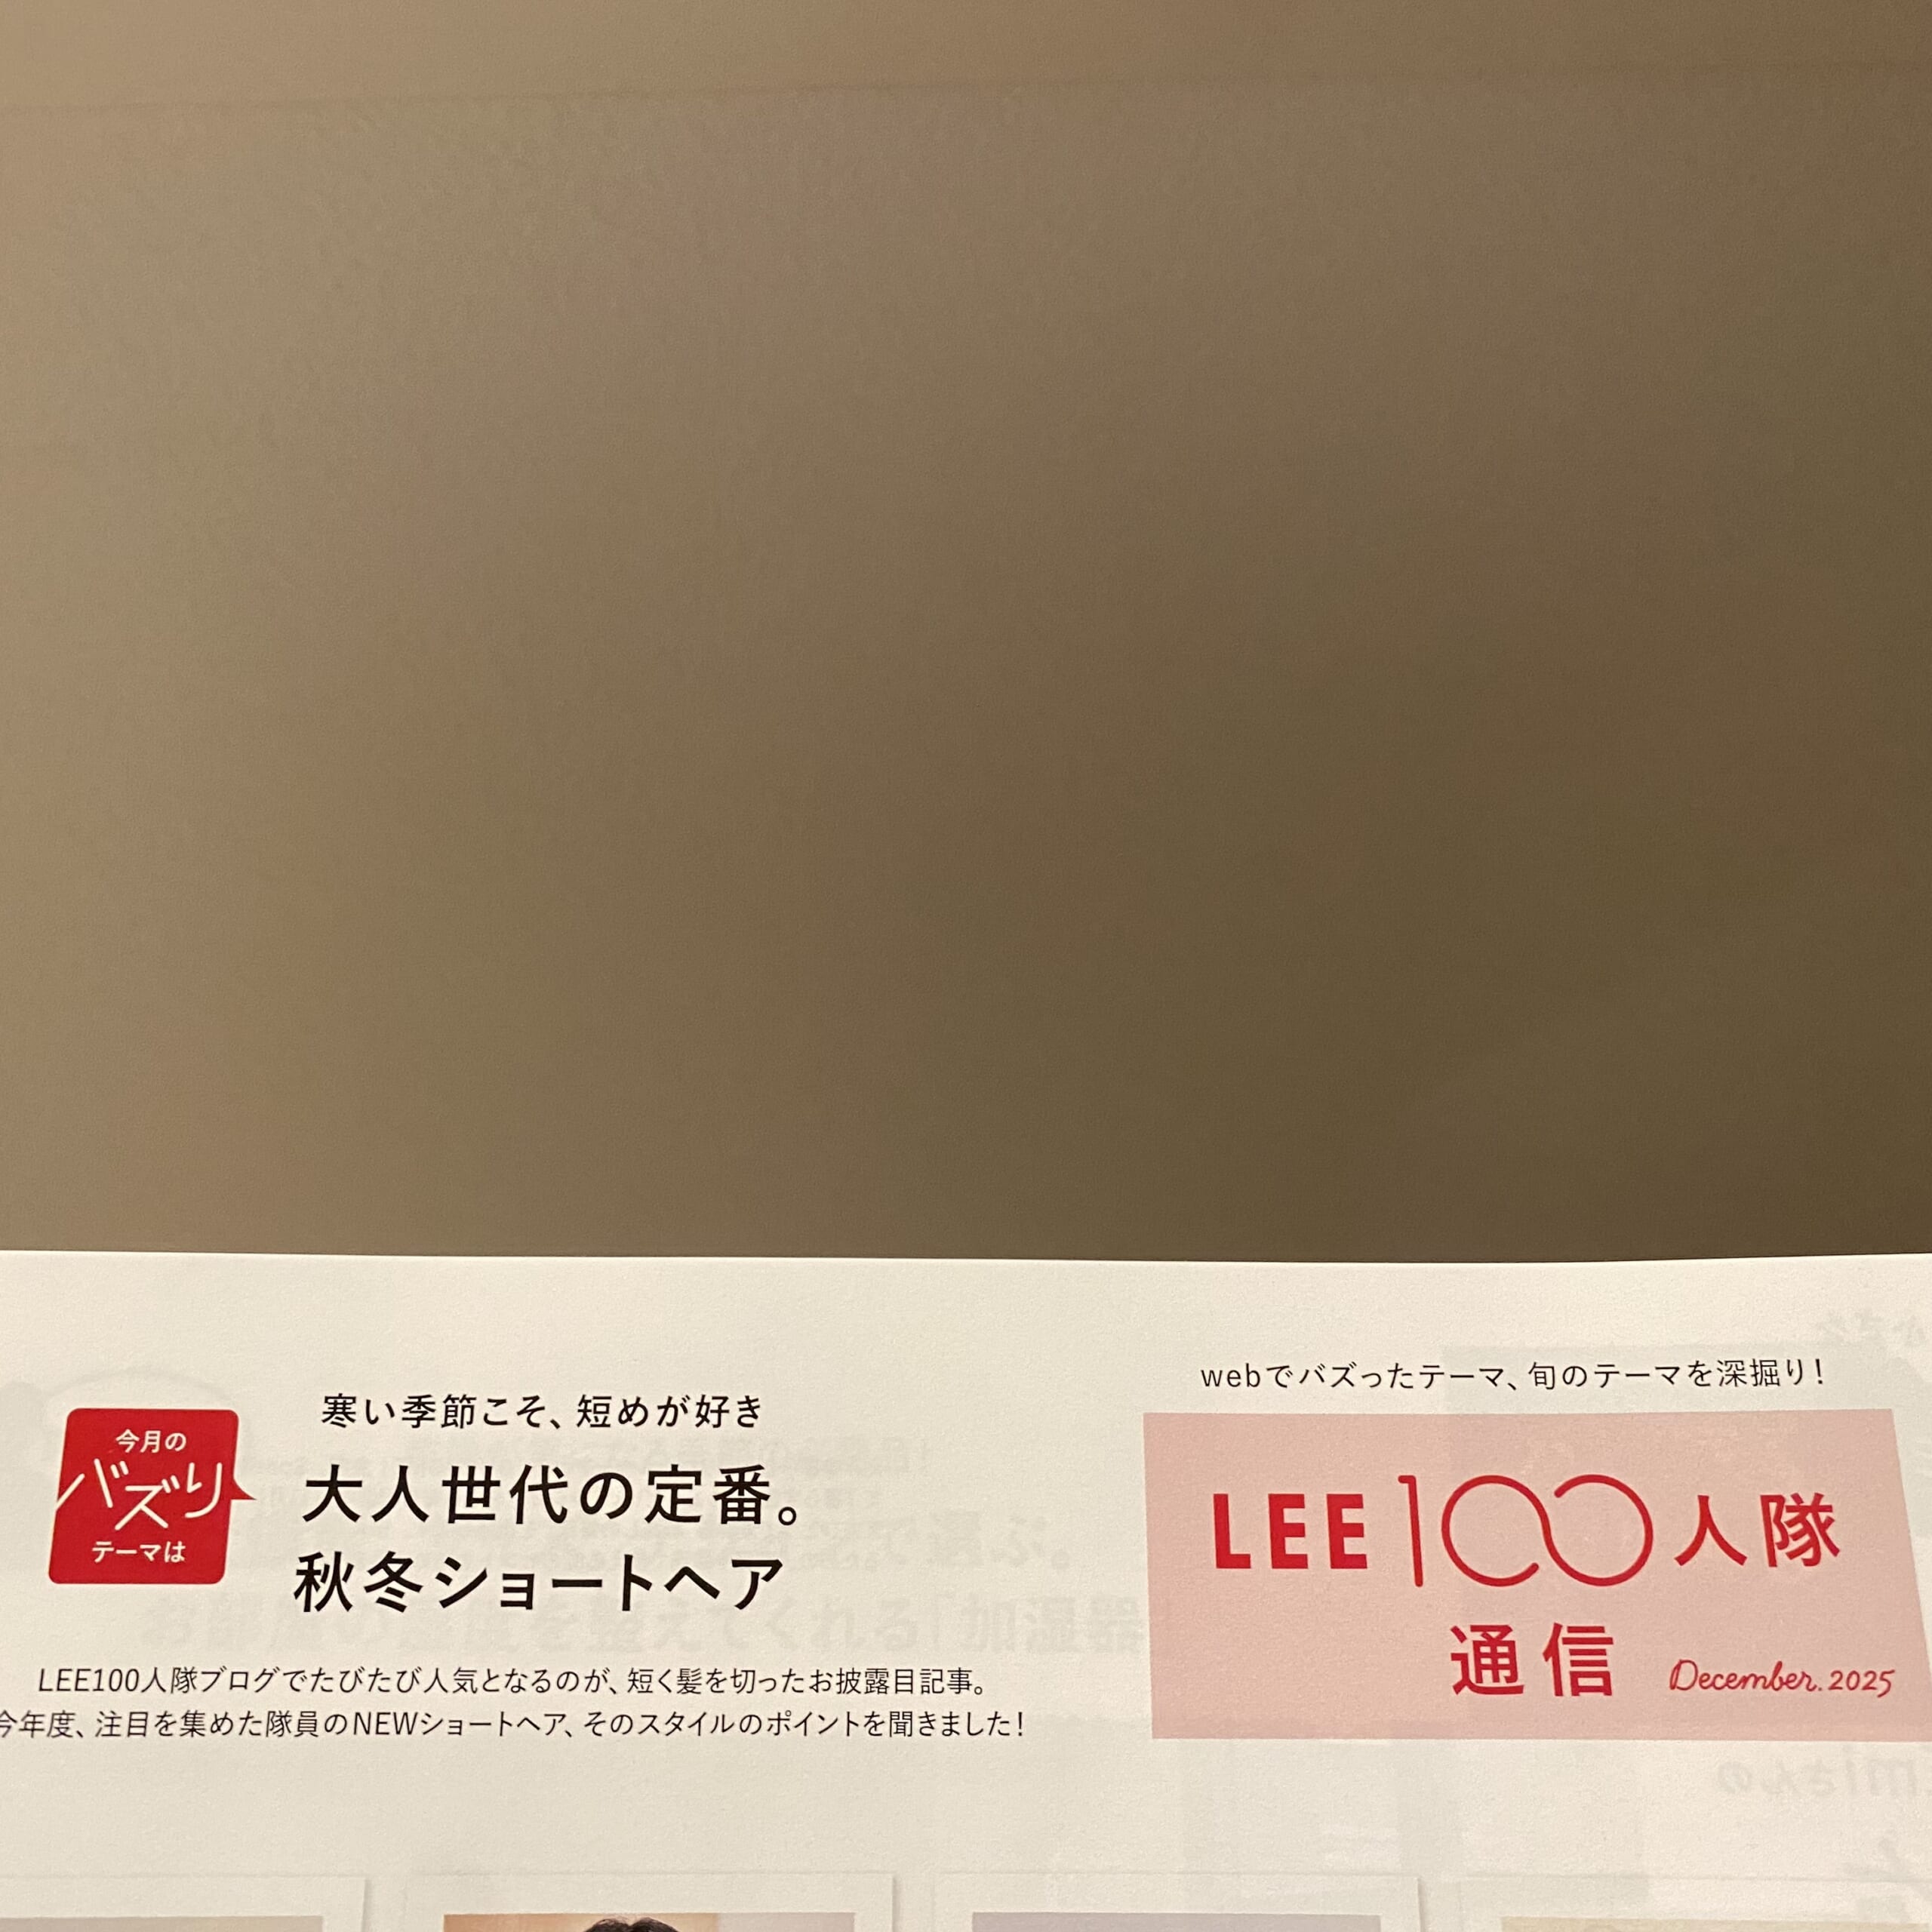 今月の
バズり
テーマは
寒い季節こそ、短めが好き
大人世代の定番。
秋冬ショートヘア
LEE100人隊ブログでたびたび人気となるのが、短く髪を切ったお披露目記事。
今年度、注目を集めた隊員のNEWショートヘア、そのスタイルのポイントを聞きました！
webでバズったテーマ、旬のテーマを深掘り！
LEE100人隊
通信
December.2025